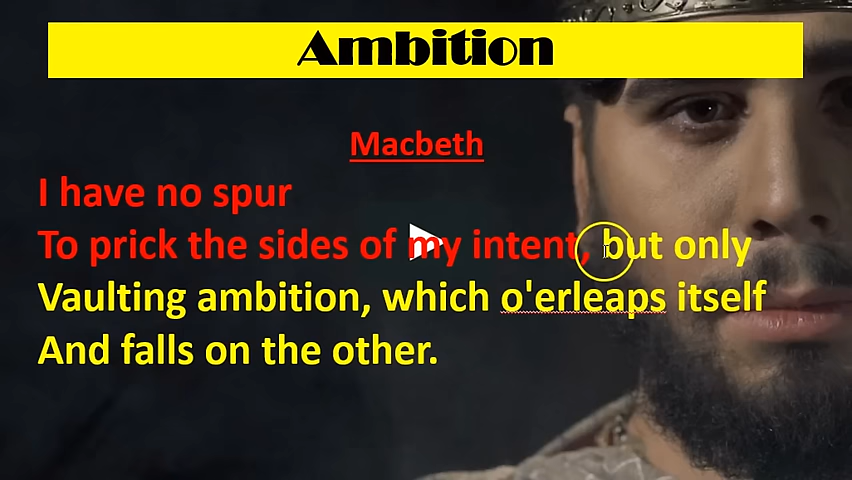 Ambition
Macbeth
I have no spur
To prick the sides of my intent, but only
Vaulting ambition, which o'erleaps itself
And falls on the other.